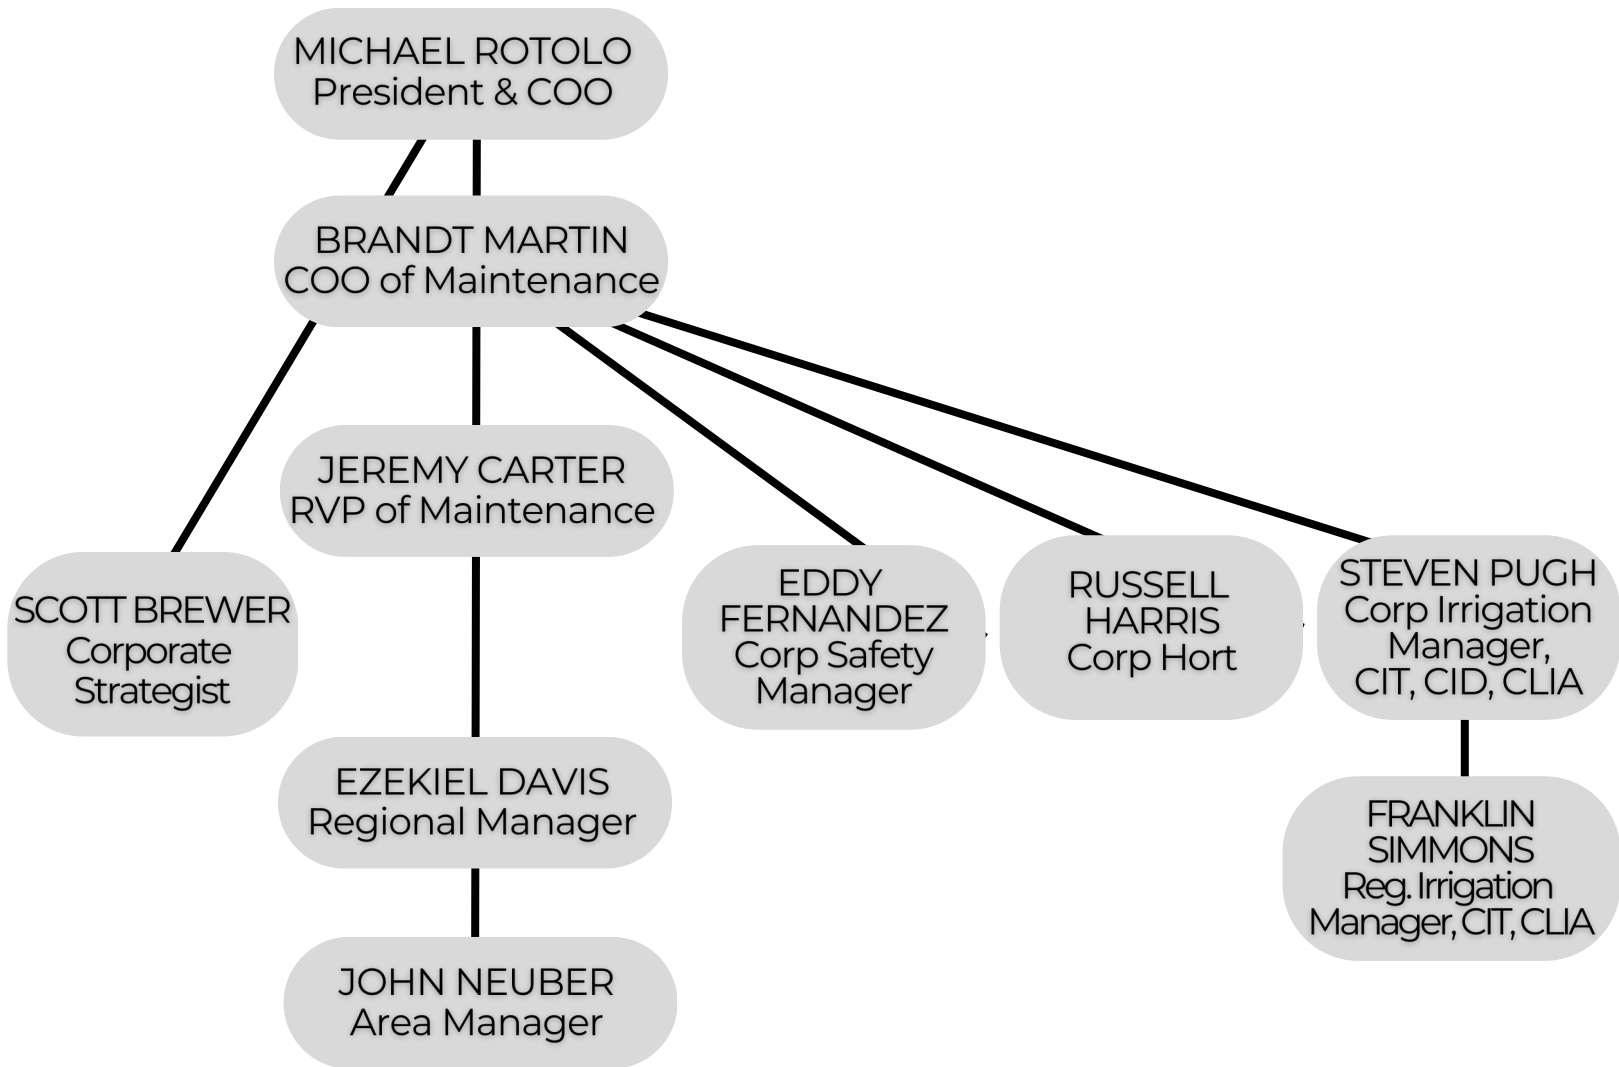 MICHAEL ROTOLO
President & COO
BRANDT MARTIN
COO of Maintenance
JEREMY CARTER
RVP of Maintenance
SCOTT BREWER
Corporate
Strategist
EDDY
FERNANDEZ
Corp Safety
Manager
RUSSELL
HARRIS
Corp Hort
STEVEN PUGH
Corp Irrigation
Manager,
CIT, CID, CLIA
EZEKIEL DAVIS
Regional Manager
FRANKLIN
SIMMONS
Reg. Irrigation
Manager, CIT, CLIA
JOHN NEUBER
Area Manager